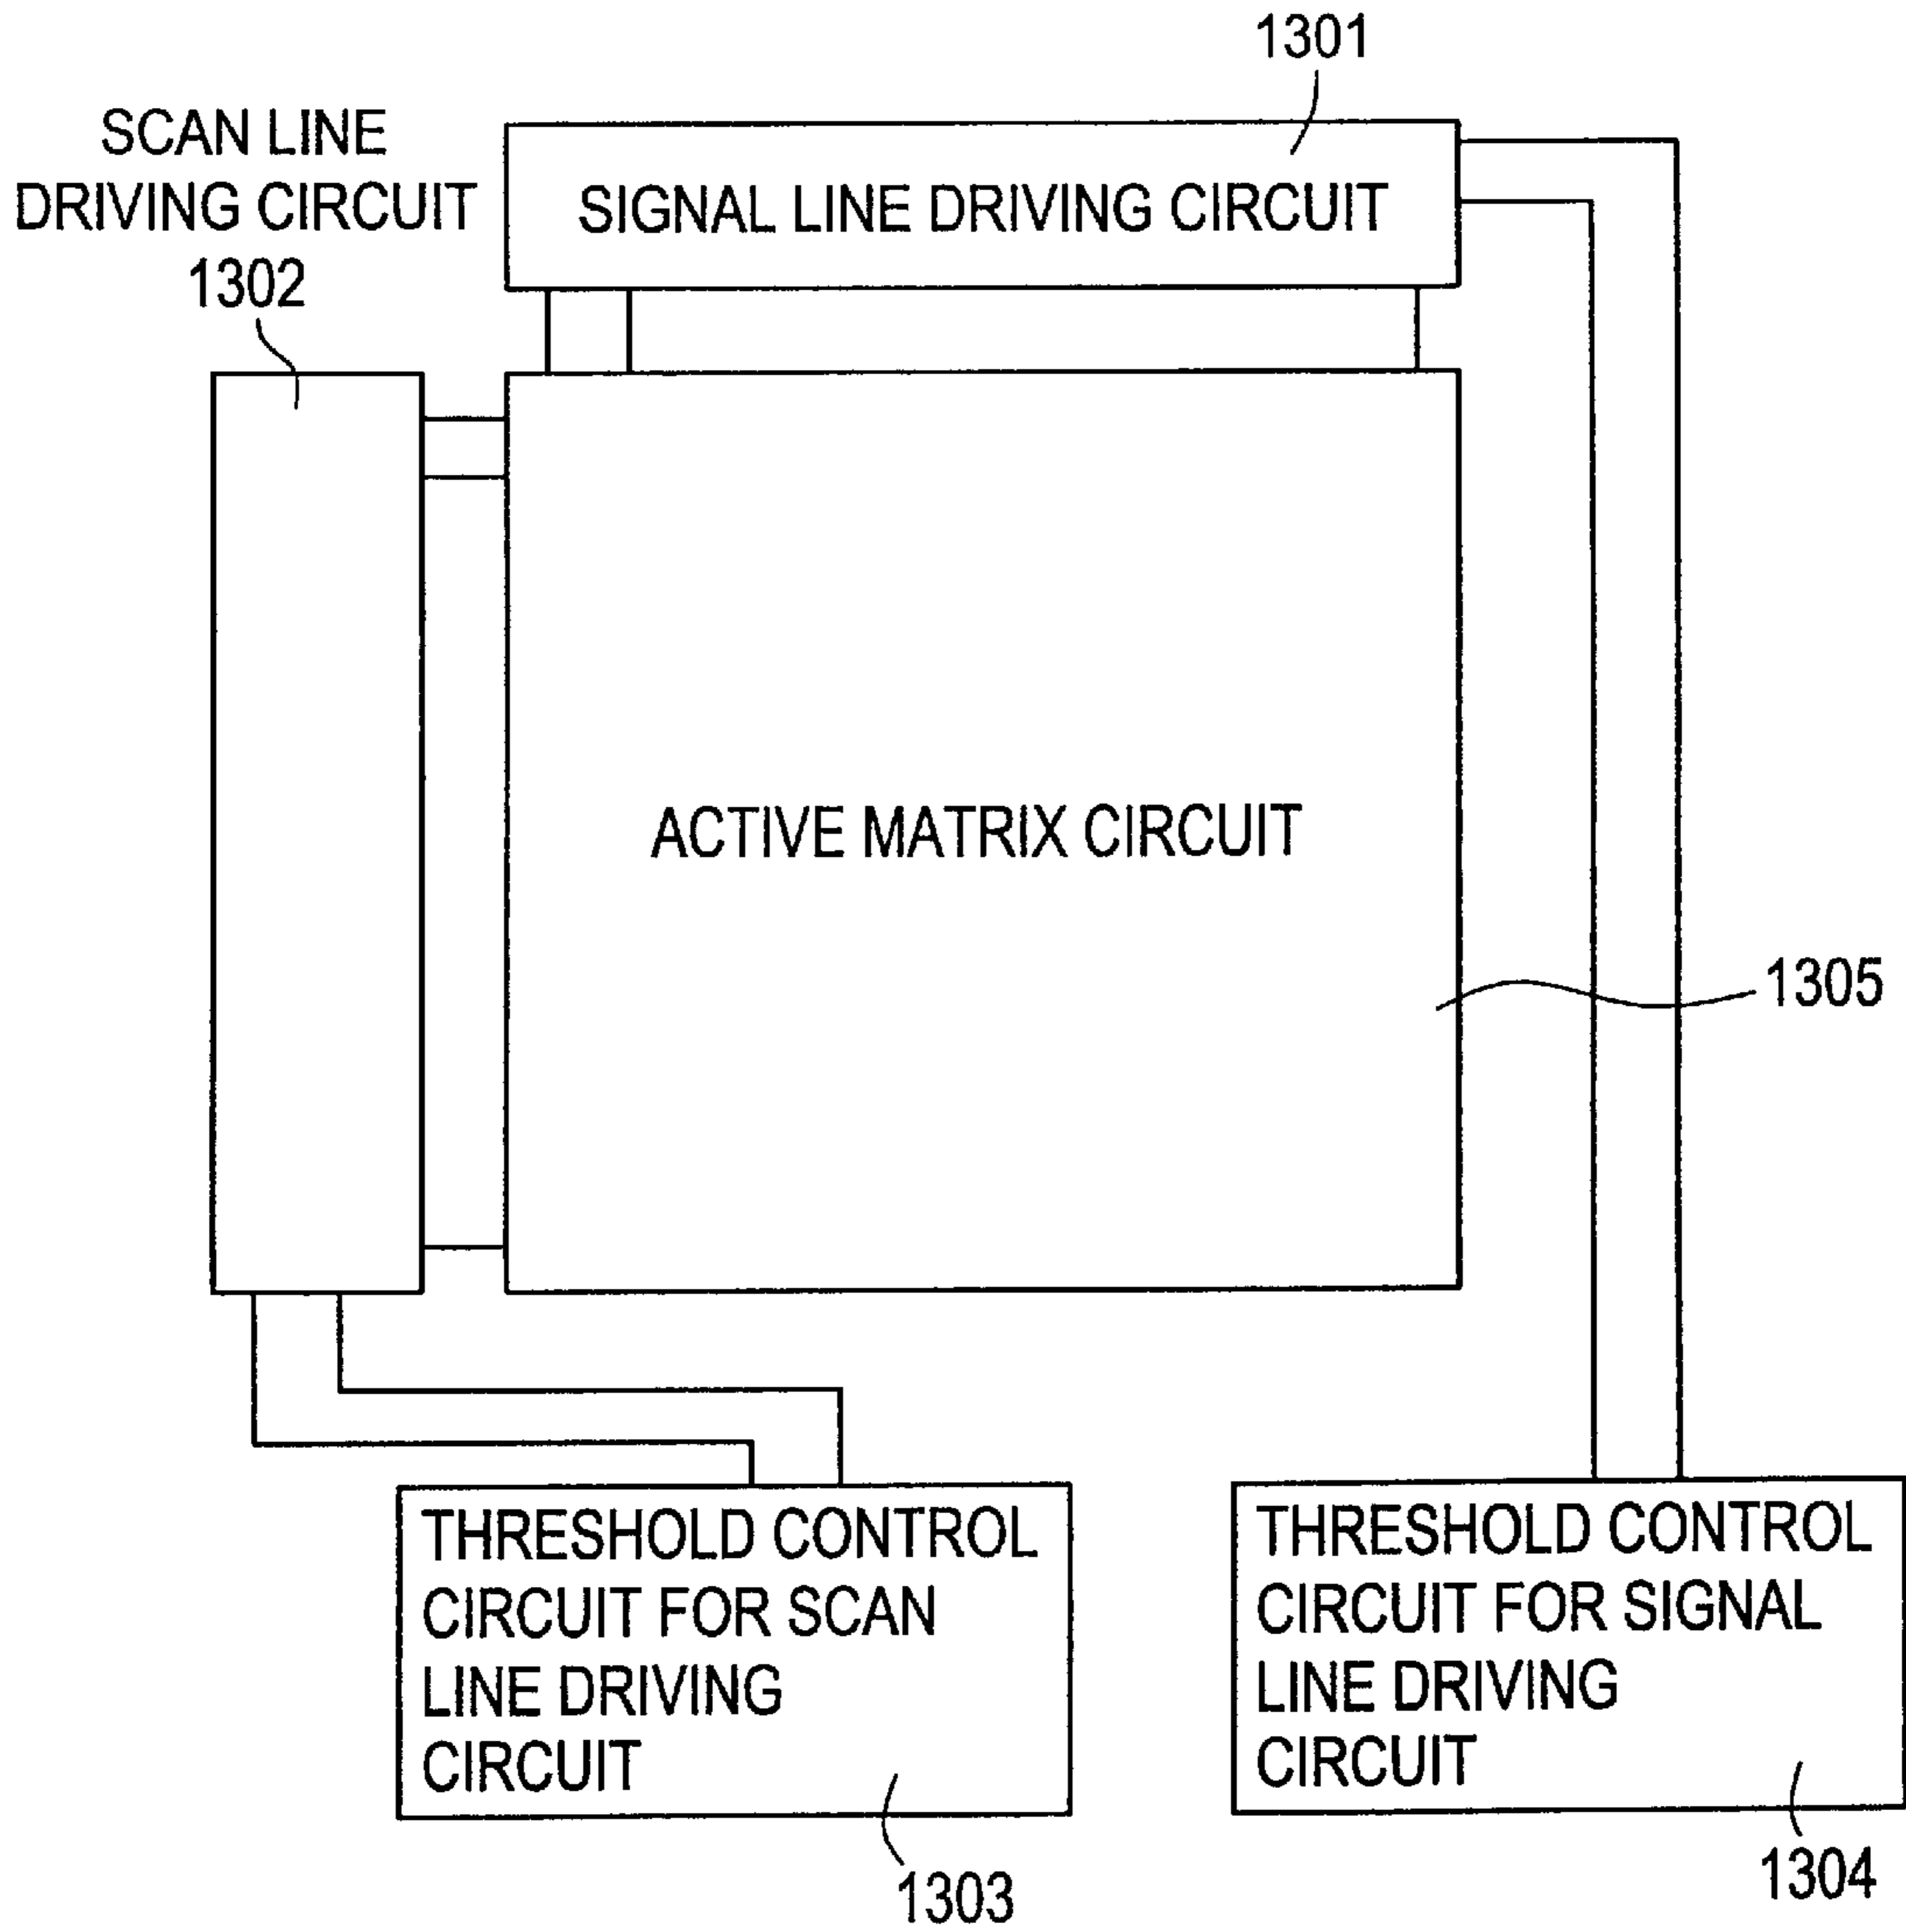 1301
SCAN LINE
DRIVING CIRCUIT
1302
SIGNAL LINE DRIVING CIRCUIT
ACTIVE MATRIX CIRCUIT
1305
THRESHOLD CONTROL
CIRCUIT FOR SCAN
LINE DRIVING
CIRCUIT
1303
THRESHOLD CONTROL
CIRCUIT FOR SIGNAL
LINE DRIVING
CIRCUIT
1304